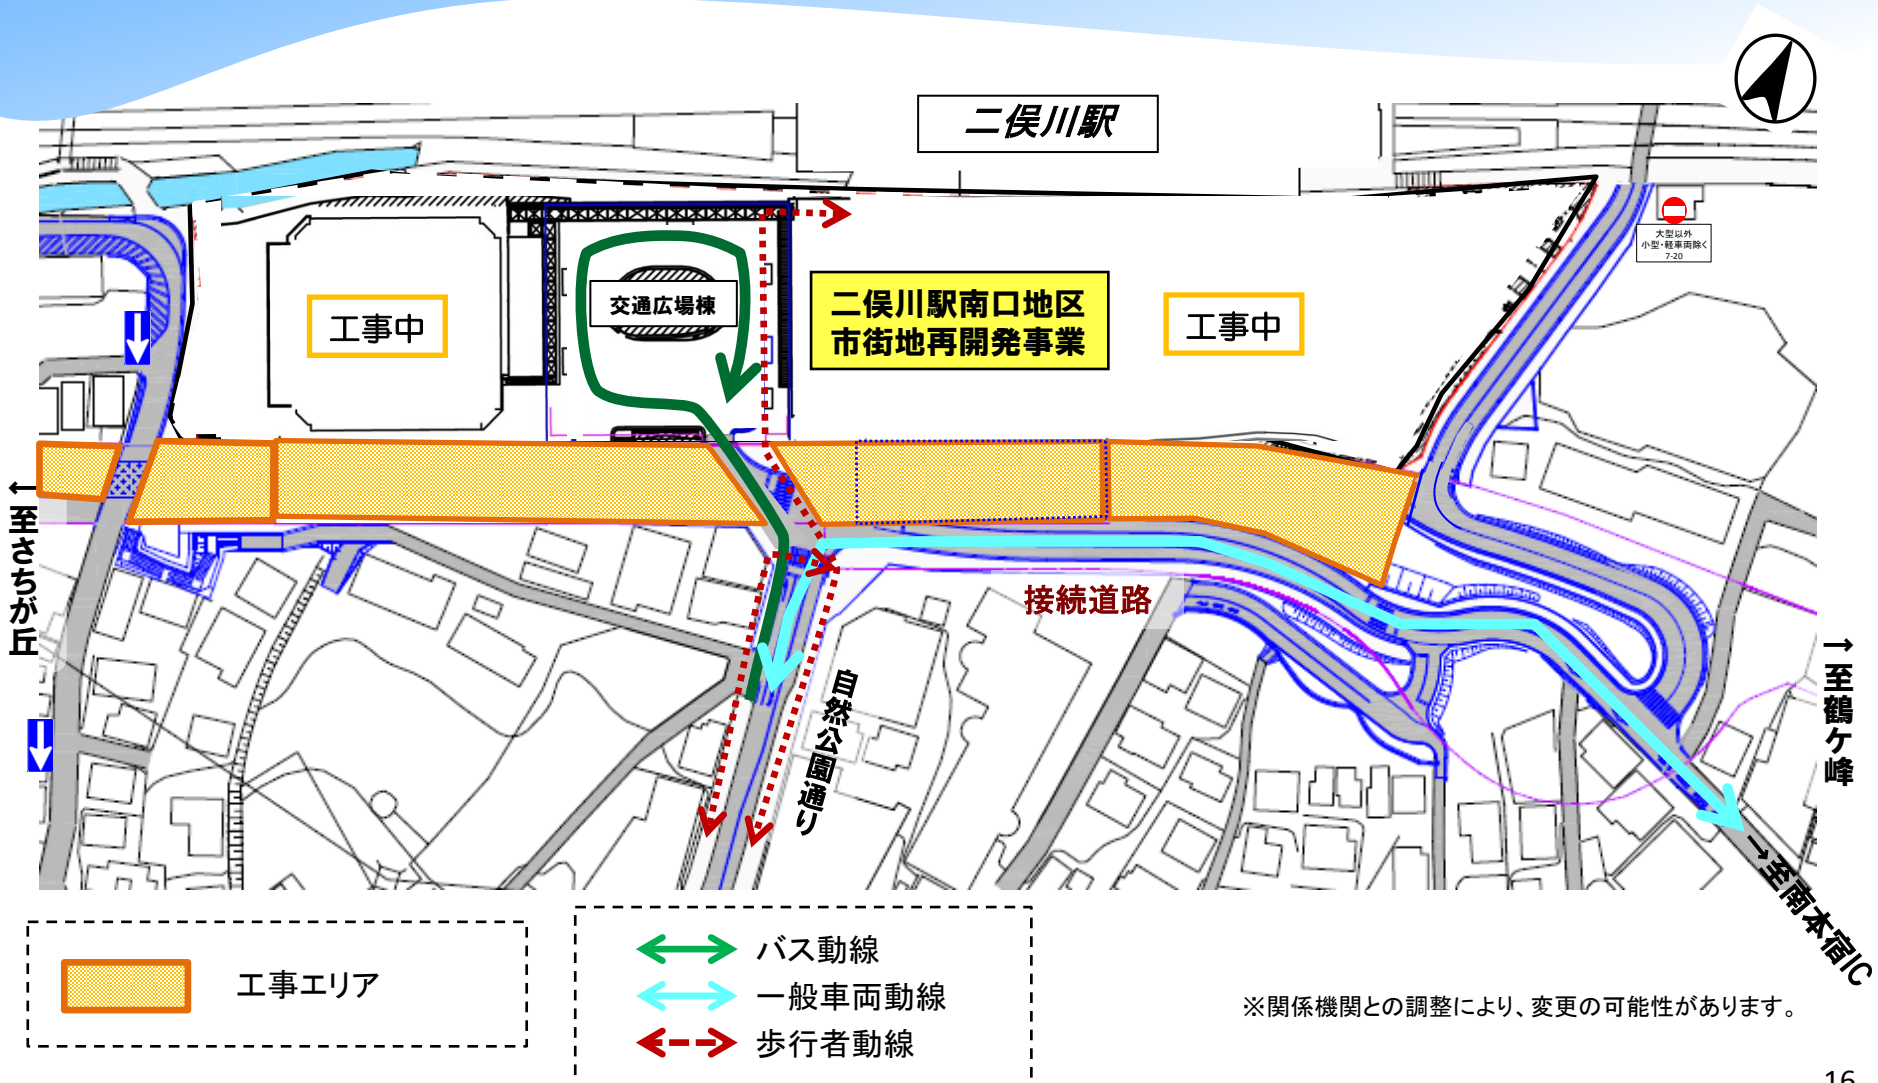 二俣川駅
大型以外
小型・軽車両除く
7-20
交通広場棟
工事中
二俣川駅南口地区
市街地再開発事業
工事中
←至さちが丘
接続道路
自然公園通り
→至鶴ケ峰
→至南本宿IC
工事エリア
バス動線
一般車両動線
歩行者動線
※関係機関との調整により、変更の可能性があります。
16